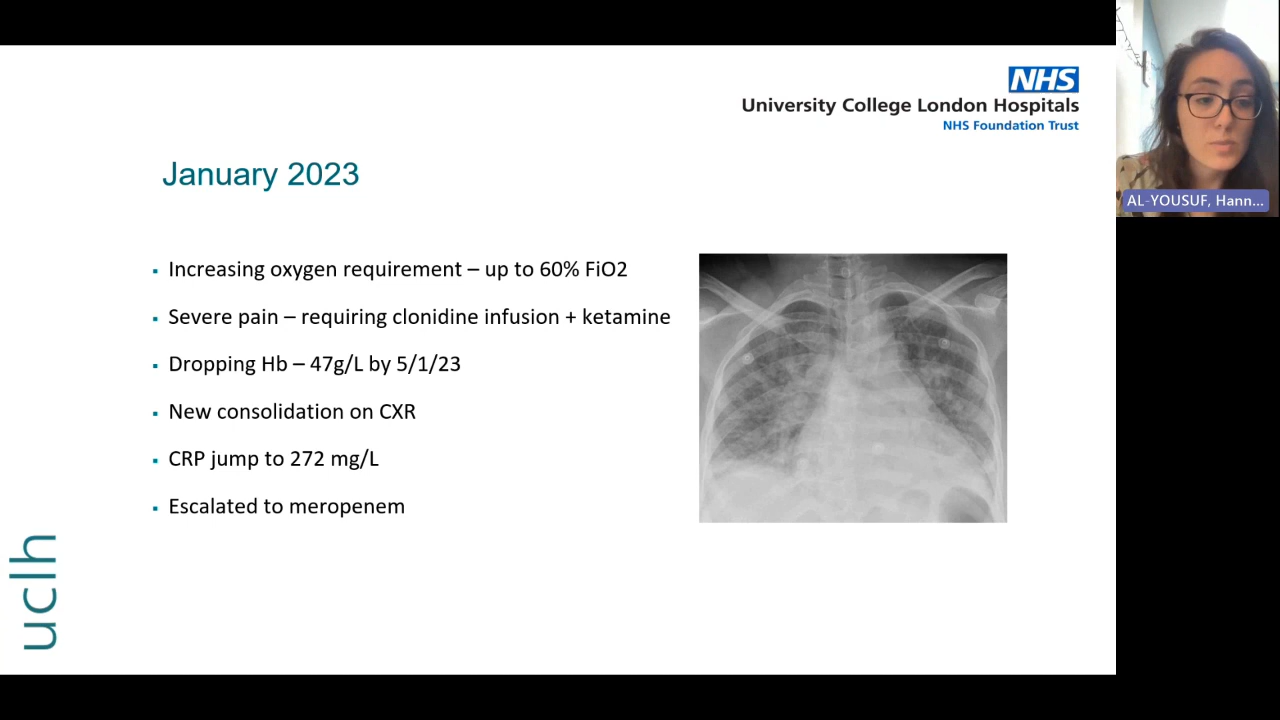 NHS
University College London Hospitals
NHS Foundation Trust
January 2023
Increasing oxygen requirement – up to 60% FiO2
Severe pain – requiring clonidine infusion + ketamine
Dropping Hb – 47g/L by 5/1/23
New consolidation on CXR
CRP jump to 272 mg/L
Escalated to meropenem
uclh
AL-YOUSUF, Hann...